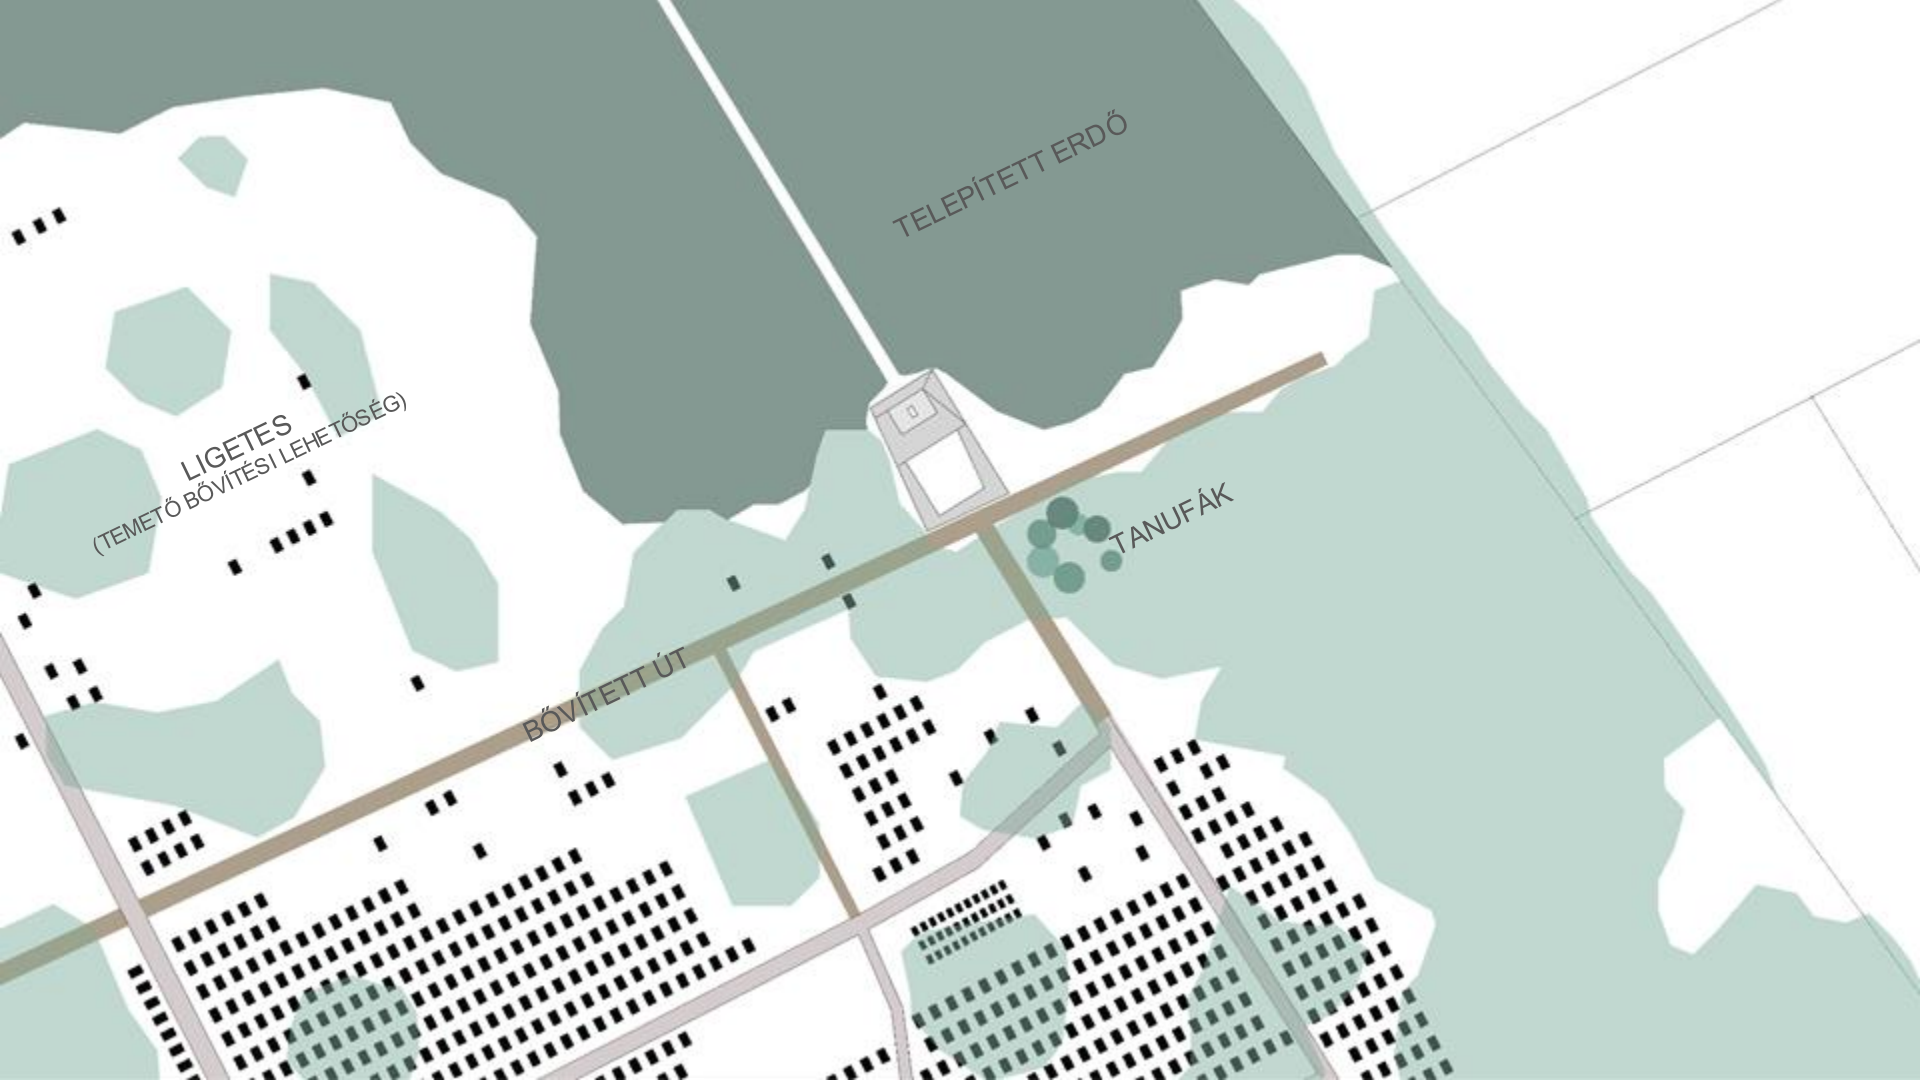 TELEPÍTETT ERDŐ
LIGETES
(TEMETŐ BŐVÍTÉSI LEHETŐSÉG)
TANUFÁK
BŐVÍTETT ÚT